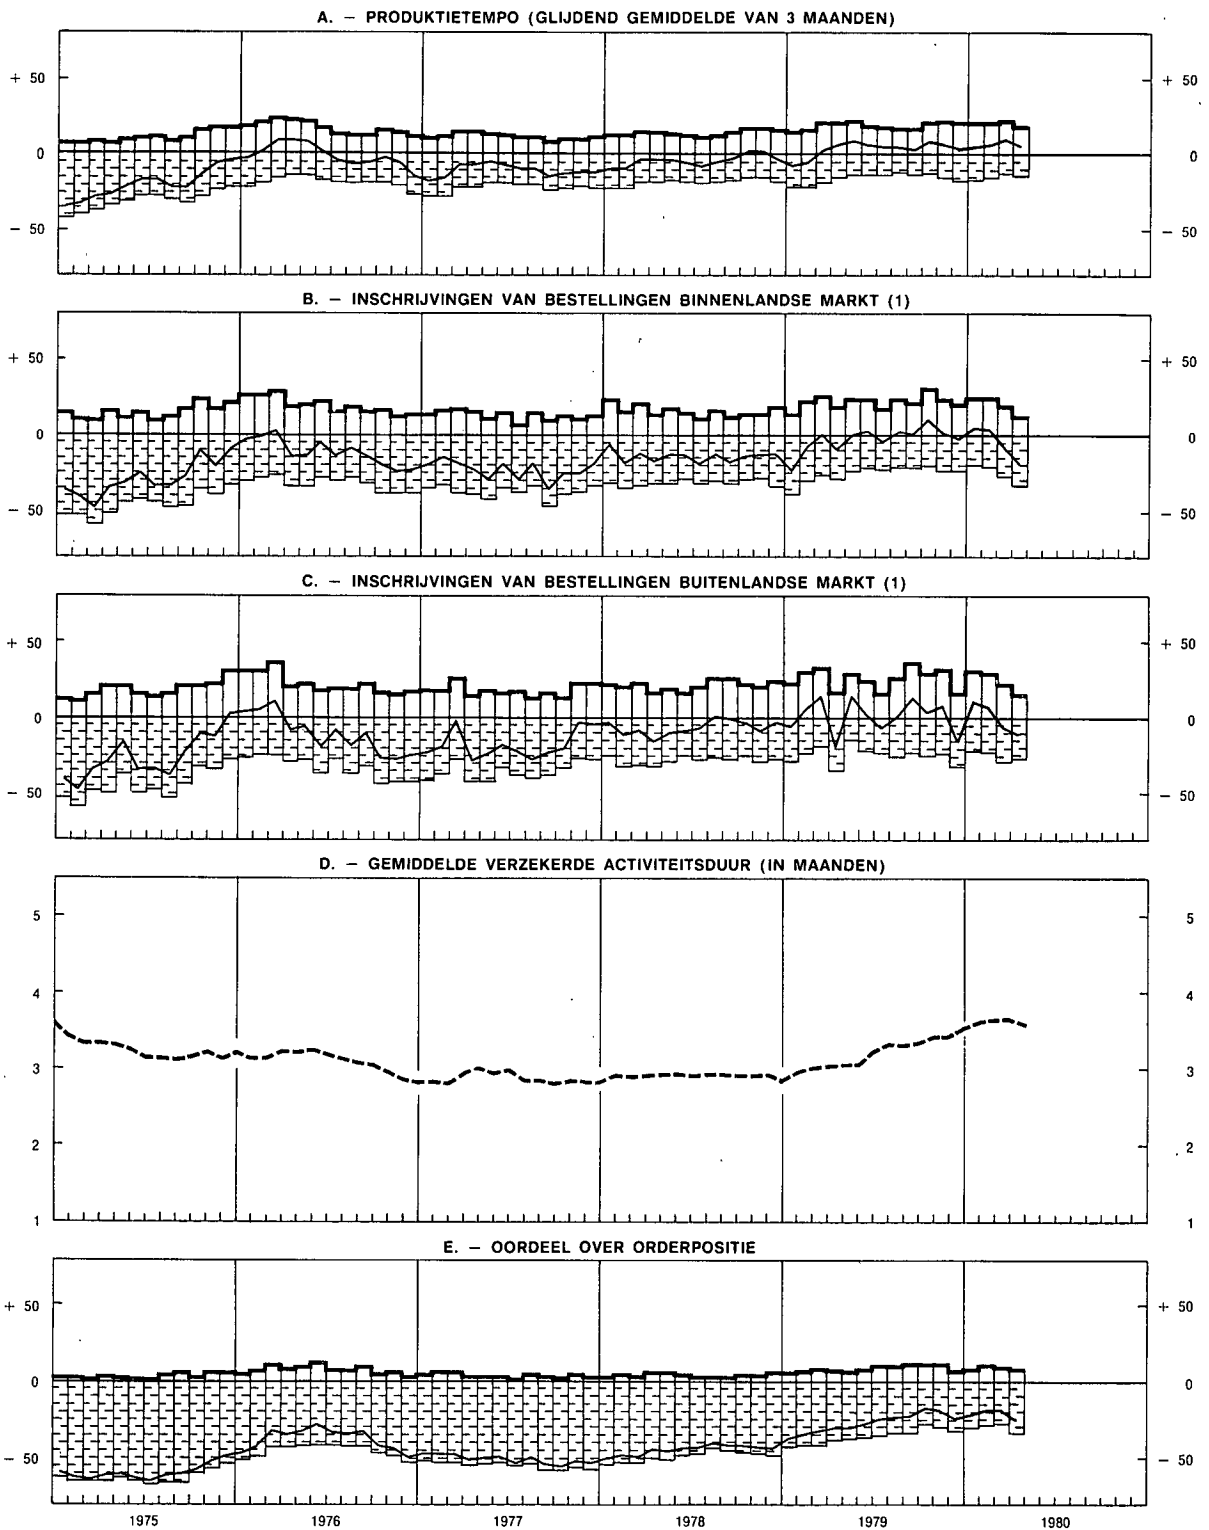 A. — PRODUKTIETEMPO (GLIJDEND GEMIDDELDE VAN 3 MAANDEN)
+ 50 + 50
0 0
— 50 — 50
B. — INSCHRIJVINGEN VAN BESTELLINGEN BINNENLANDSE MARKT (1)
+ 50 + 50
0 0
— 50 — 50
C. — INSCHRIJVINGEN VAN BESTELLINGEN BUITENLANDSE MARKT (1)
+ 50 + 50
0 0
— 50 — 50
D. — GEMIDDELDE VERZEKERDE ACTIVITEITSDUUR (IN MAANDEN)
5 5
4 4
3 3
2 2
1 1
E. — OORDEEL OVER ORDERPOSITIE
+ 50 + 50
0 0
— 50 — 50
1975 1976 1977 1978 1979 1980